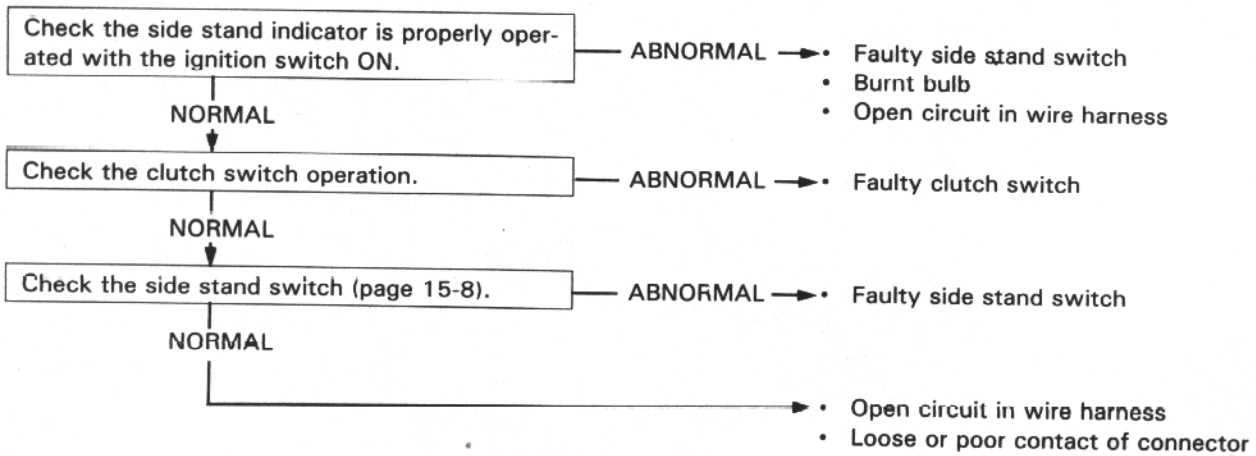 Check the side stand indicator is properly oper-
ated with the ignition switch ON.
ABNORMAL
• Faulty side stand switch
• Burnt bulb
• Open circuit in wire harness
NORMAL
Check the clutch switch operation.
ABNORMAL
• Faulty clutch switch
NORMAL
Check the side stand switch (page 15-8).
ABNORMAL
• Faulty side stand switch
NORMAL
• Open circuit in wire harness
• Loose or poor contact of connector